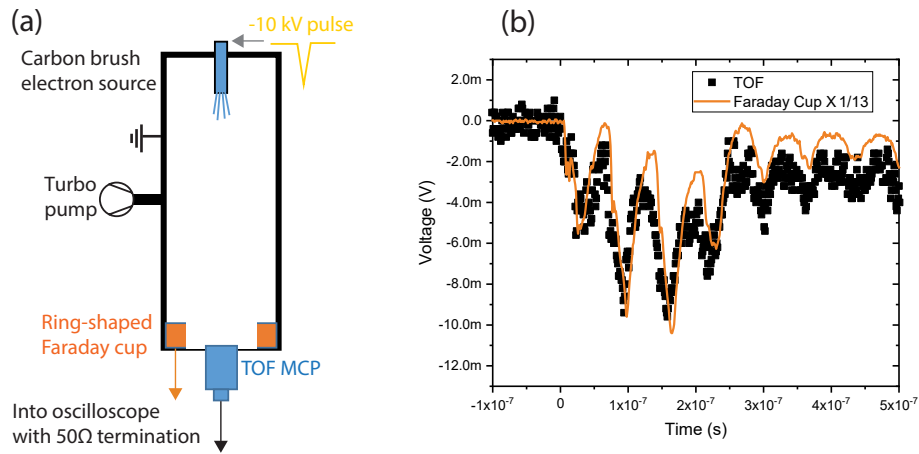 (a)
-10 kV pulse
Carbon brush
electron source
Turbo
pump
Ring-shaped
Faraday cup
TOF MCP
Into oscilloscope
with 50Ω termination
(b)
TOF
Faraday Cup X 1/13
2.0m
0.0
-2.0m
-4.0m
-6.0m
-8.0m
-10.0m
-12.0m
Voltage (V)
-1x10⁻⁷ 0 1x10⁻⁷ 2x10⁻⁷ 3x10⁻⁷ 4x10⁻⁷ 5x10⁻⁷
Time (s)